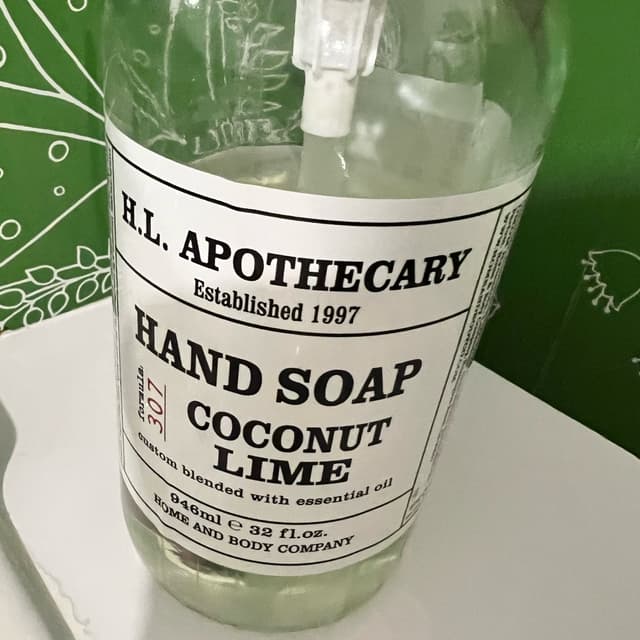 H.L. APOTHECARY
Established 1997
HAND SOAP
formula:
307
COCONUT
LIME
custom blended with essential oil
946ml ℮ 32 fl.oz.
HOME AND BODY COMPANY